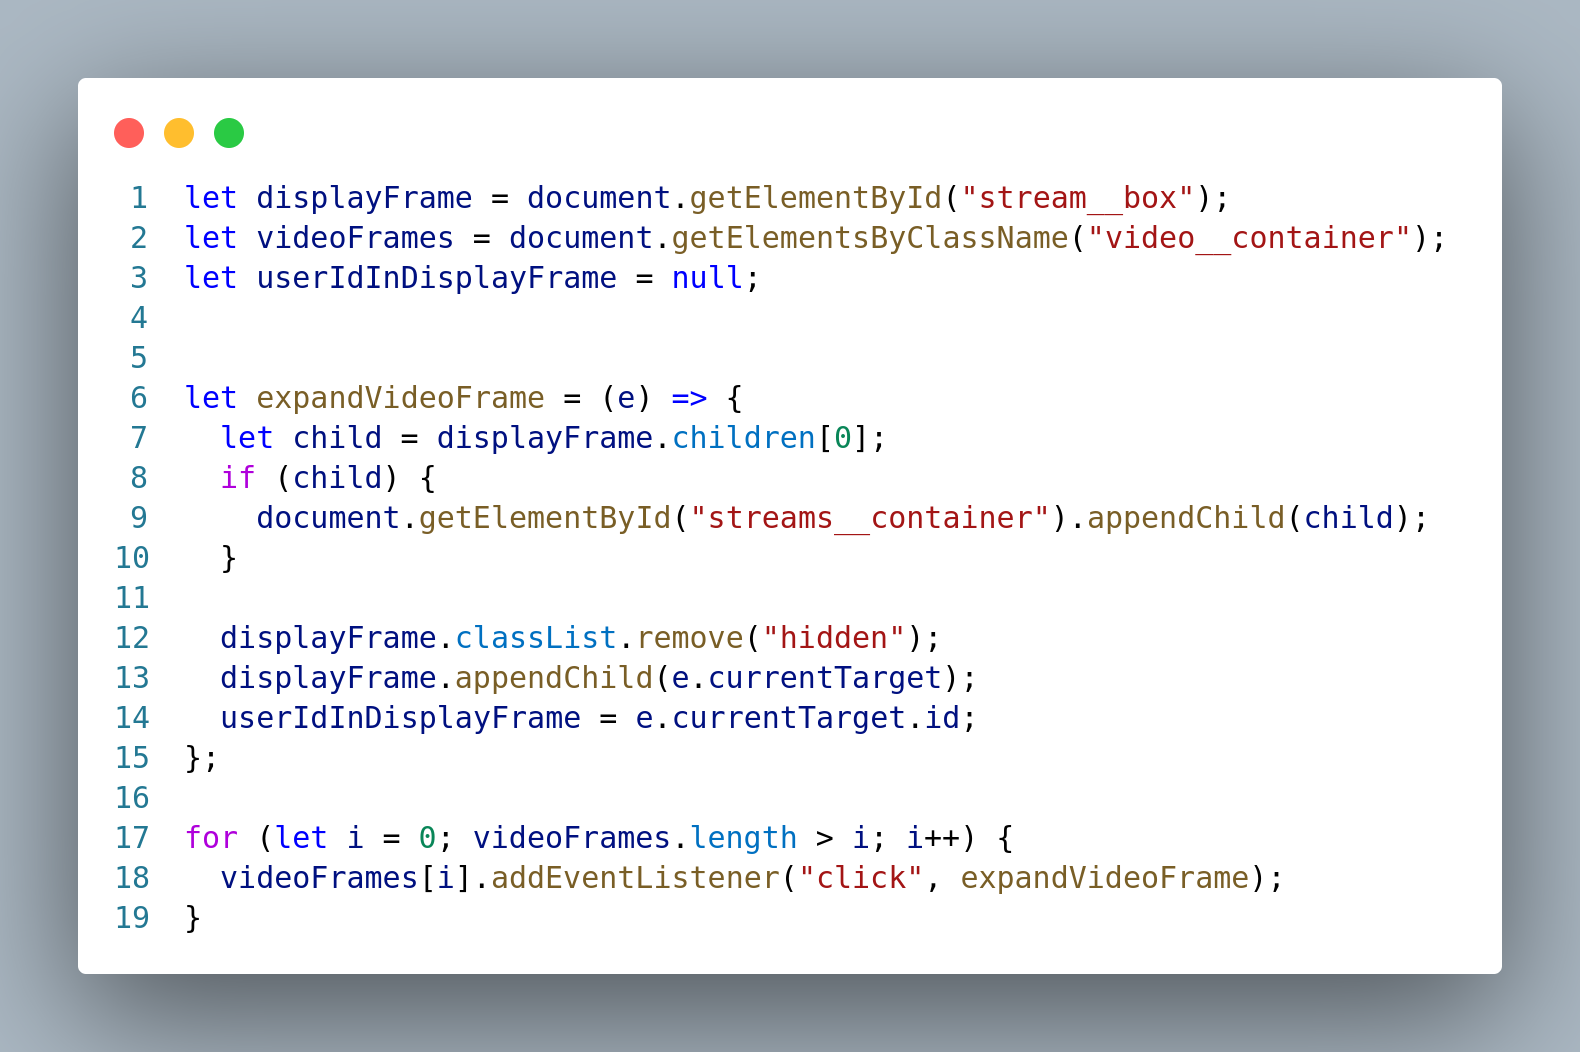 1 let displayFrame = document.getElementById("stream__box");
2 let videoFrames = document.getElementsByClassName("video__container");
3 let userIdInDisplayFrame = null;
4
5
6 let expandVideoFrame = (e) => {
7   let child = displayFrame.children[0];
8   if (child) {
9     document.getElementById("streams__container").appendChild(child);
10   }
11
12   displayFrame.classList.remove("hidden");
13   displayFrame.appendChild(e.currentTarget);
14   userIdInDisplayFrame = e.currentTarget.id;
15 };
16
17 for (let i = 0; videoFrames.length > i; i++) {
18   videoFrames[i].addEventListener("click", expandVideoFrame);
19 }